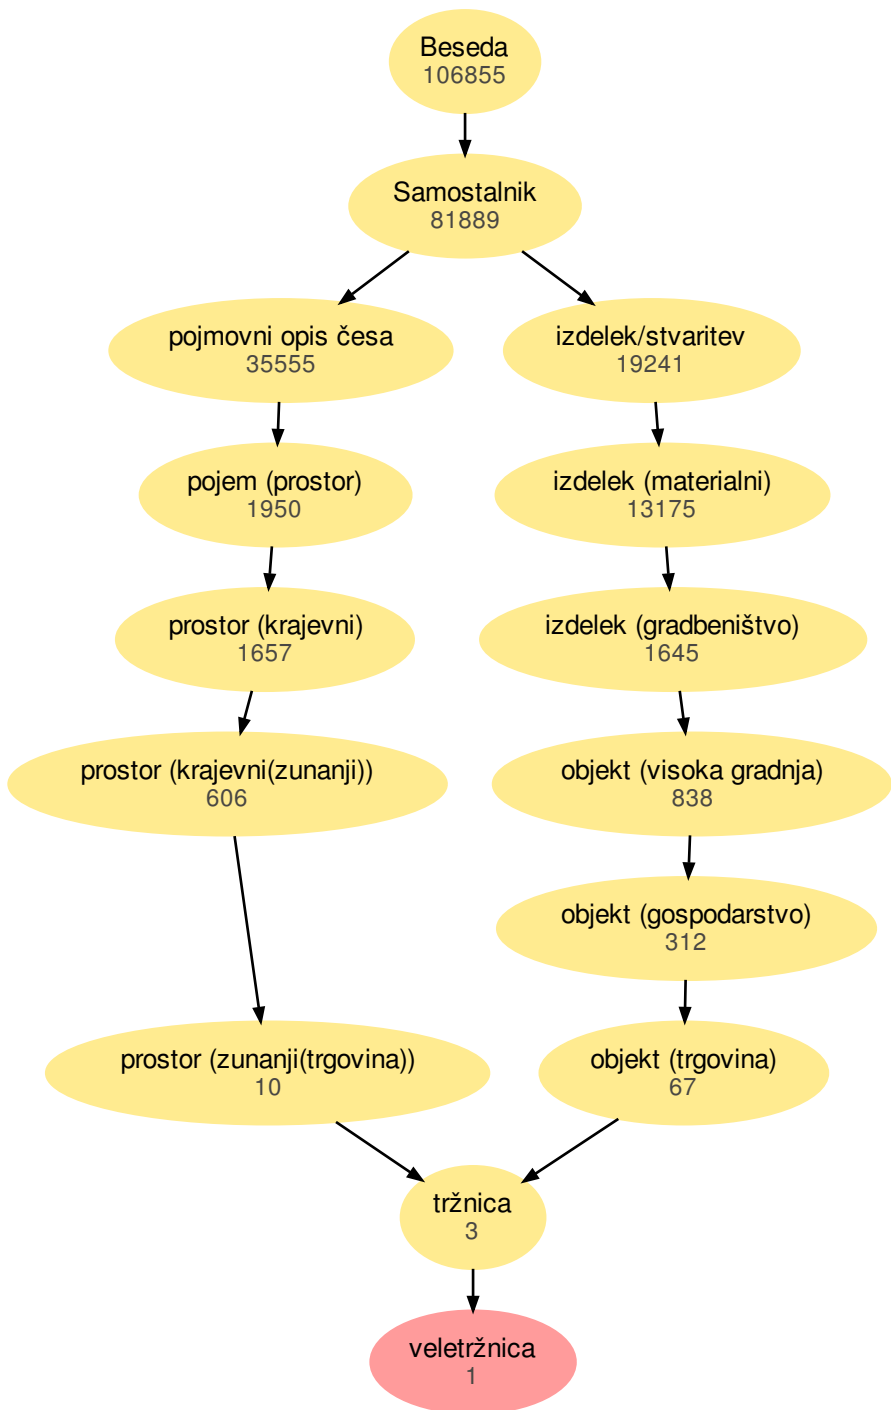 Beseda
106855
Samostalnik
81889
pojmovni opis česa
35555
izdelek/stvaritev
19241
pojem (prostor)
1950
izdelek (materialni)
13175
prostor (krajevni)
1657
izdelek (gradbeništvo)
1645
prostor (krajevni(zunanji))
606
objekt (visoka gradnja)
838
objekt (gospodarstvo)
312
prostor (zunanji(trgovina))
10
objekt (trgovina)
67
tržnica
3
veletržnica
1